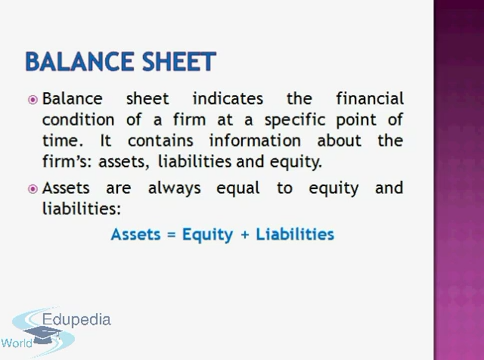 BALANCE SHEET
Balance sheet indicates the financial
condition of a firm at a specific point of
time. It contains information about the
firm's: assets, liabilities and equity.
Assets are always equal to equity and
liabilities:
Assets = Equity + Liabilities
Edupedia
World